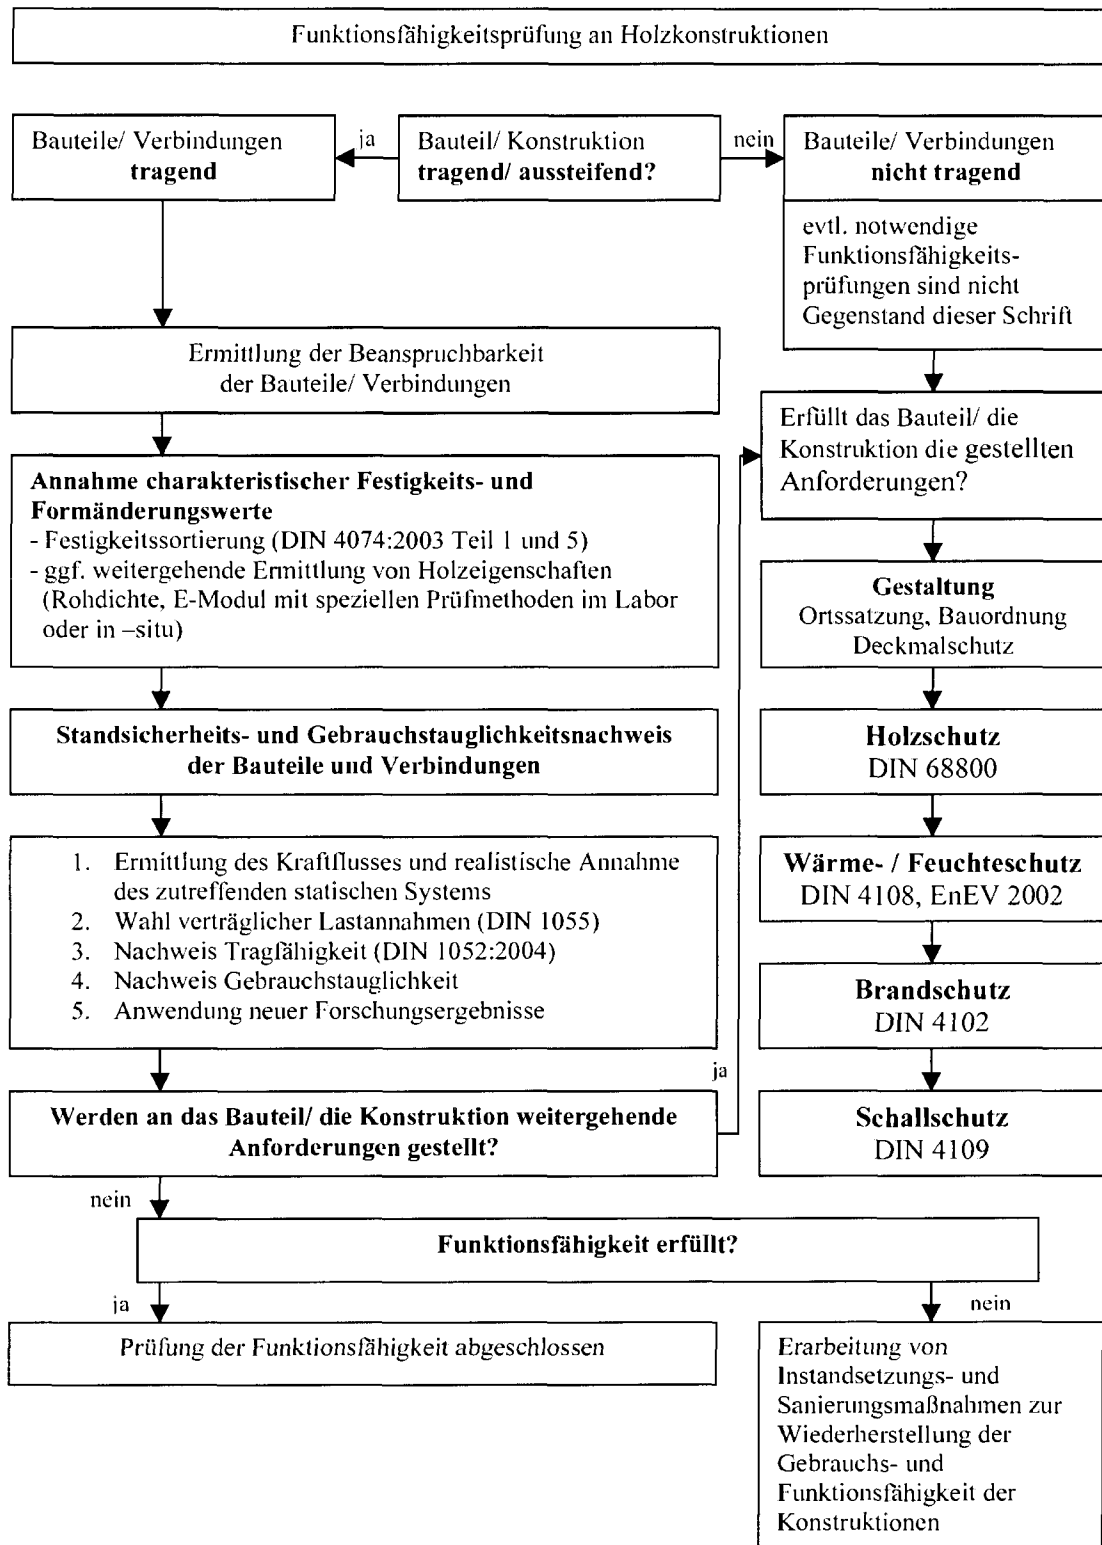 Funktionsfähigkeitsprüfung an Holzkonstruktionen
Bauteile/ Verbindungen
tragend
ja
Bauteil/ Konstruktion
tragend/ aussteifend?
nein
Bauteile/ Verbindungen
nicht tragend
evtl. notwendige
Funktionsfähigkeits-
prüfungen sind nicht
Gegenstand dieser Schrift
Ermittlung der Beanspruchbarkeit
der Bauteile/ Verbindungen
Erfüllt das Bauteil/ die
Konstruktion die gestellten
Anforderungen?
Annahme charakteristischer Festigkeits- und
Formänderungswerte
- Festigkeitssortierung (DIN 4074:2003 Teil 1 und 5)
- ggf. weitergehende Ermittlung von Holzeigenschaften
(Rohdichte, E-Modul mit speziellen Prüfmethoden im Labor
oder in –situ)
Gestaltung
Ortssatzung, Bauordnung
Deckmalschutz
Standsicherheits- und Gebrauchstauglichkeitsnachweis
der Bauteile und Verbindungen
Holzschutz
DIN 68800
1. Ermittlung des Kraftflusses und realistische Annahme
des zutreffenden statischen Systems
2. Wahl verträglicher Lastannahmen (DIN 1055)
3. Nachweis Tragfähigkeit (DIN 1052:2004)
4. Nachweis Gebrauchstauglichkeit
5. Anwendung neuer Forschungsergebnisse
Wärme- / Feuchteschutz
DIN 4108, EnEV 2002
Brandschutz
DIN 4102
ja
Werden an das Bauteil/ die Konstruktion weitergehende
Anforderungen gestellt?
Schallschutz
DIN 4109
nein
Funktionsfähigkeit erfüllt?
ja
nein
Prüfung der Funktionsfähigkeit abgeschlossen
Erarbeitung von
Instandsetzungs- und
Sanierungsmaßnahmen zur
Wiederherstellung der
Gebrauchs- und
Funktionsfähigkeit der
Konstruktionen